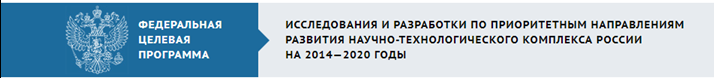 ФЕДЕРАЛЬНАЯ
ЦЕЛЕВАЯ
ПРОГРАММА
ИССЛЕДОВАНИЯ И РАЗРАБОТКИ ПО ПРИОРИТЕТНЫМ НАПРАВЛЕНИЯМ
РАЗВИТИЯ НАУЧНО-ТЕХНОЛОГИЧЕСКОГО КОМПЛЕКСА РОССИИ
НА 2014—2020 ГОДЫ